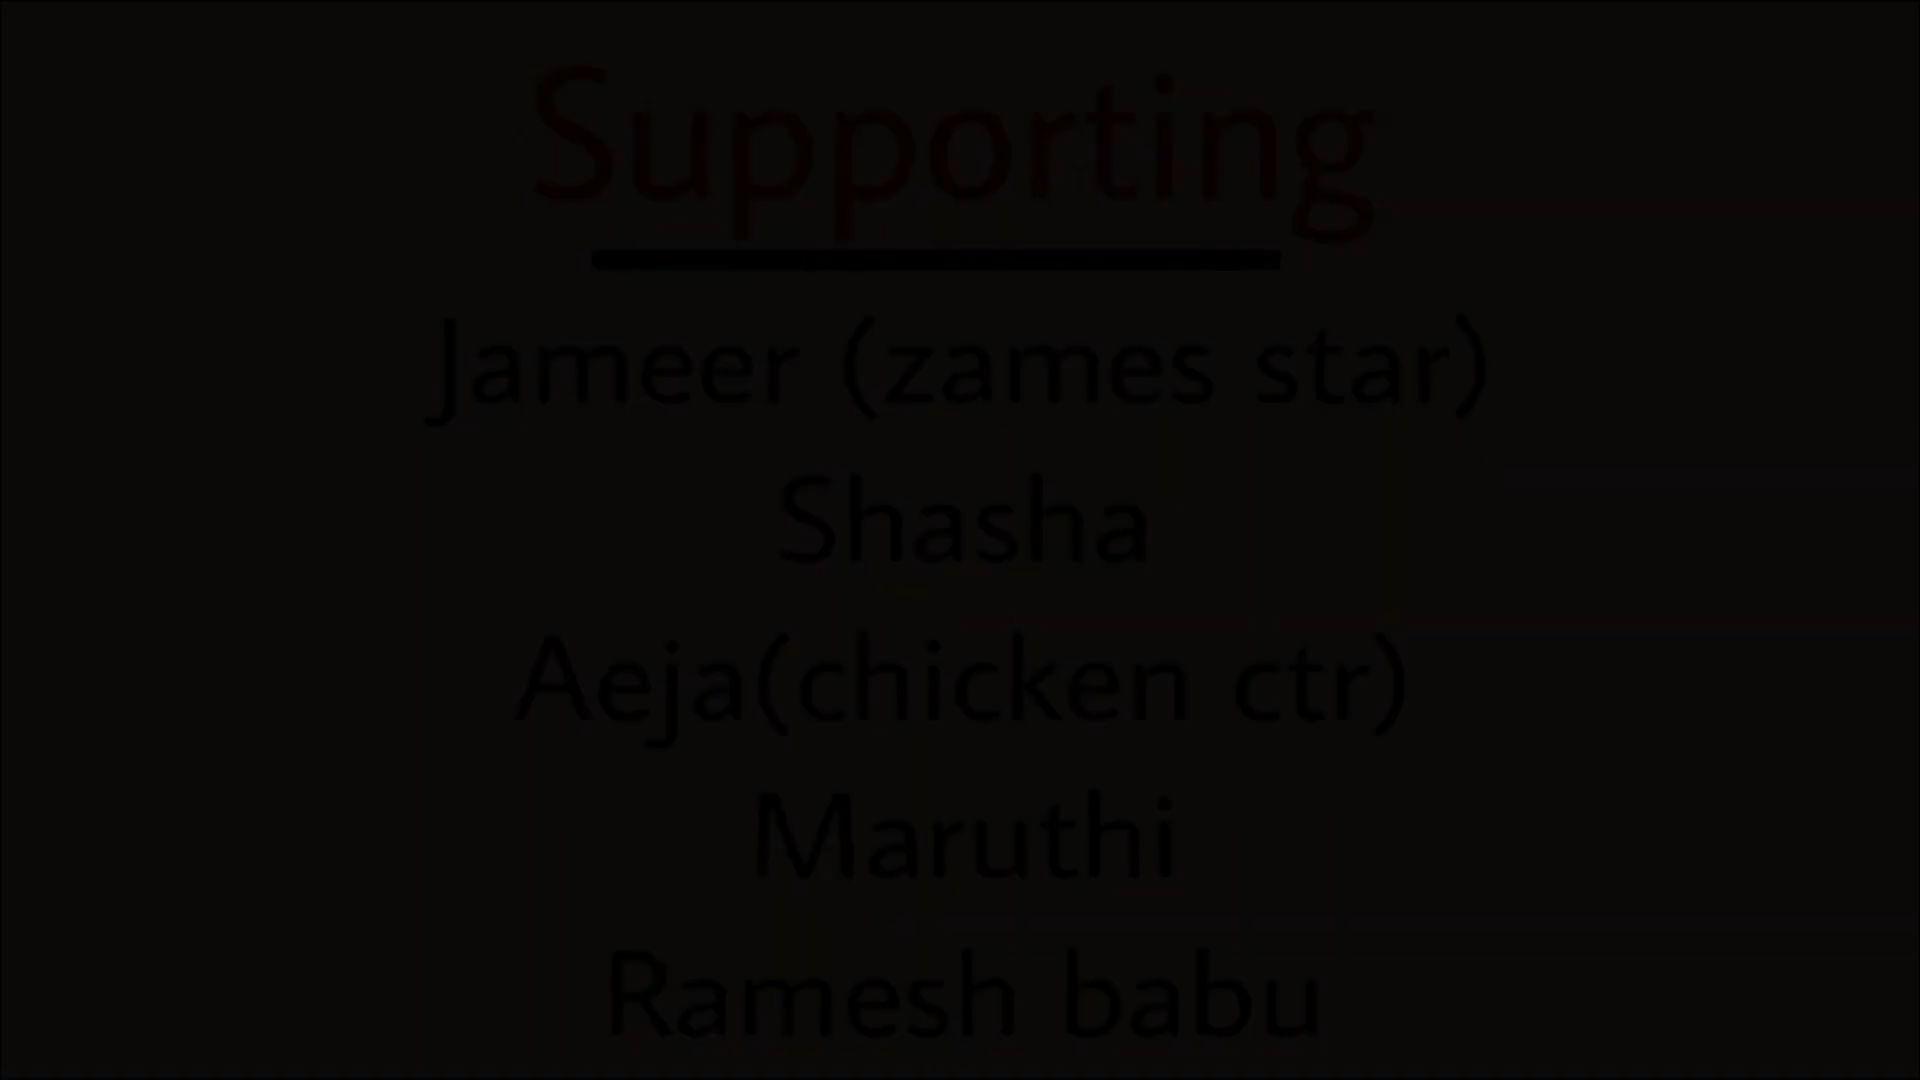 Supporting
Jameer (zames star)
Shasha
Aeja(chicken ctr)
Maruthi
Ramesh babu